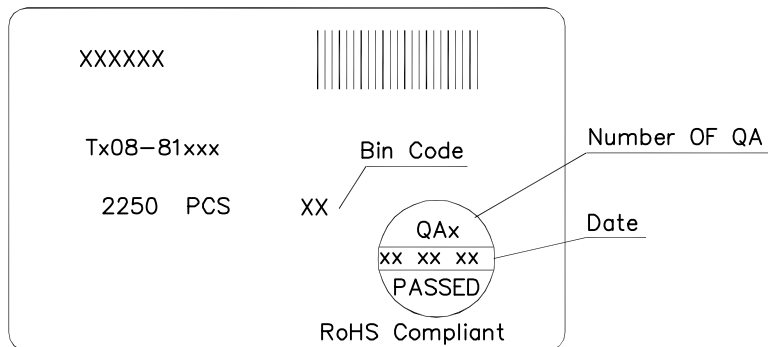 XXXXXX
Tx08-81xxx
Bin Code
Number OF QA
2250 PCS
XX
QAx
Date
xx xx xx
PASSED
RoHS Compliant